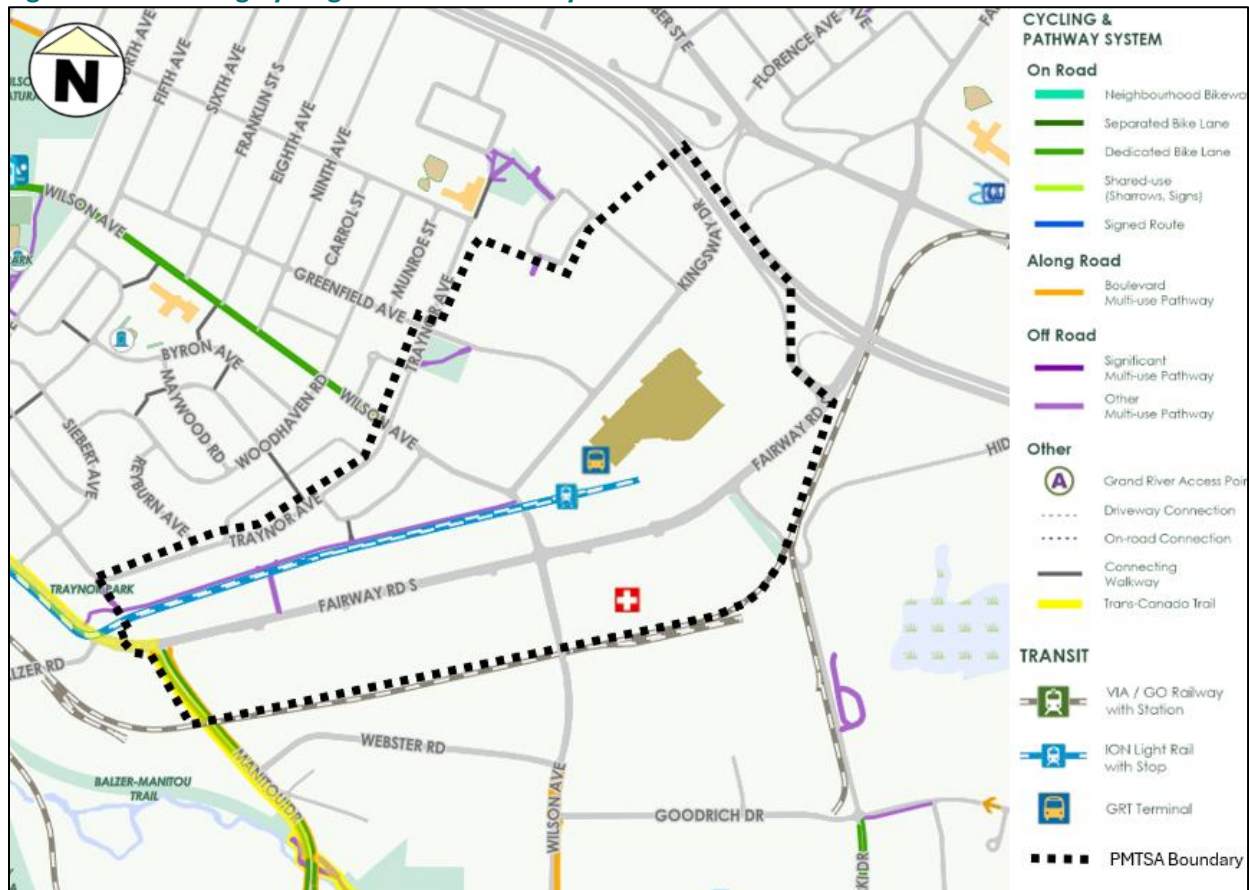 N
FIFTH AVE
SIXTH AVE
FRANKLIN ST S
EIGHTH AVE
NINTH AVE
CARROL ST
MUNROE ST
TRAYNOR AVE
GREENFIELD AVE
WILSON AVE
WILSON AVE
BYRON AVE
MAYWOOD RD
WOODHAVEN RD
SIEBERT AVE
REYBURN AVE
TRAYNOR AVE
TRAYNOR PARK
FLORENCE AVE
KINGSWAY DR
FAIRWAY RD
FAIRWAY RD S
WEBSTER RD
MANITOU DR
BALZER-MANITOU
TRAIL
WILSON AVE
GOODRICH DR
CYCLING &
PATHWAY SYSTEM
On Road
Neighbourhood Bikewa
Separated Bike Lane
Dedicated Bike Lane
Shared-use
(Sharrows, Signs)
Signed Route
Along Road
Boulevard
Multi-use Pathway
Off Road
Significant
Multi-use Pathway
Other
Multi-use Pathway
Other
A
Grand River Access Poin
Driveway Connection
On-road Connection
Connecting
Walkway
Trans-Canada Trail
TRANSIT
VIA / GO Railway
with Station
ION Light Rail
with Stop
GRT Terminal
PMTSA Boundary